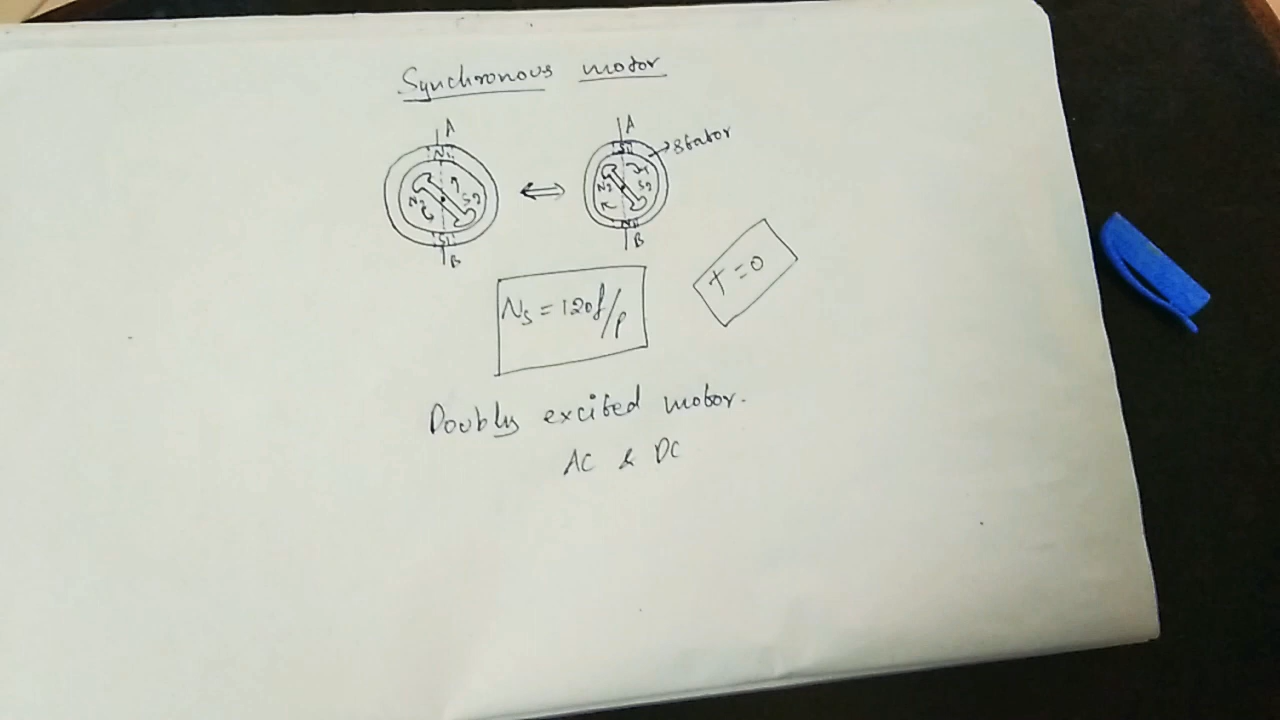 Synchronous motor
A
A
N₁
S₁
stator
N₂
S₂
N₂
S₂
S₁
N₁
B
B
Ns = 120f/p
T = 0
Doubly excited motor.
AC & DC